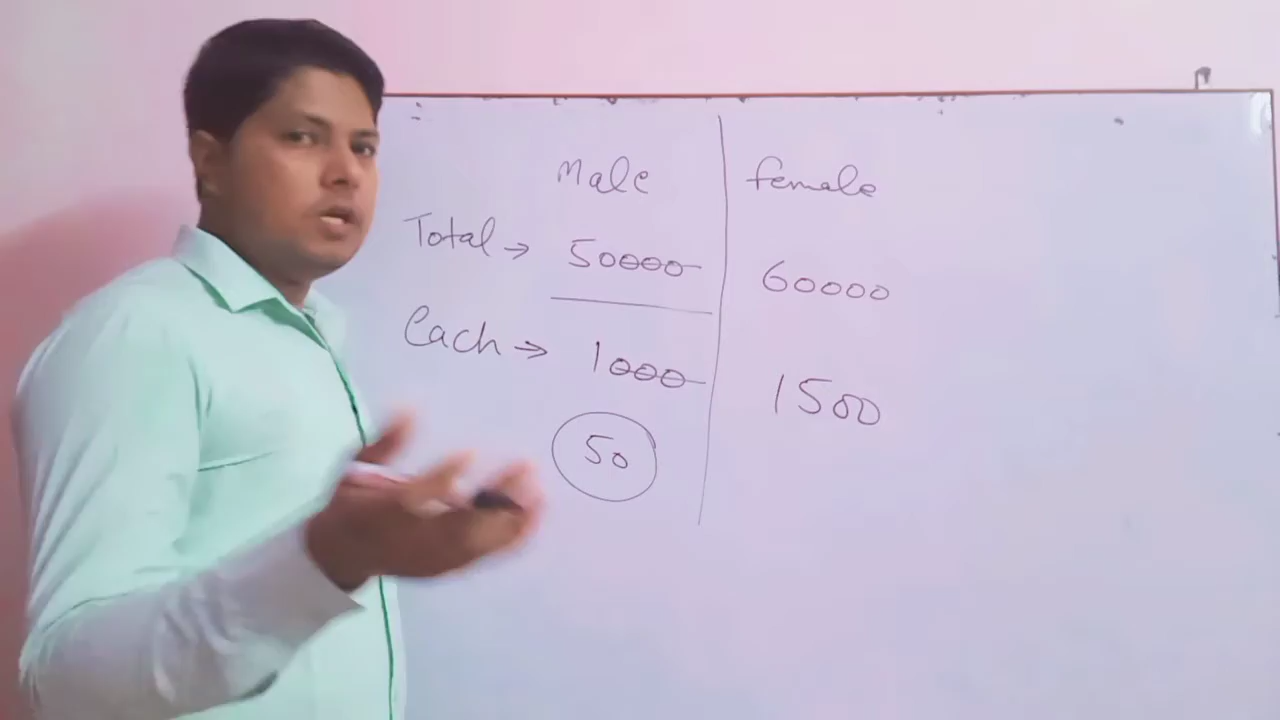 Male female
Total → 50000 60000
Each → 1000 1500
50